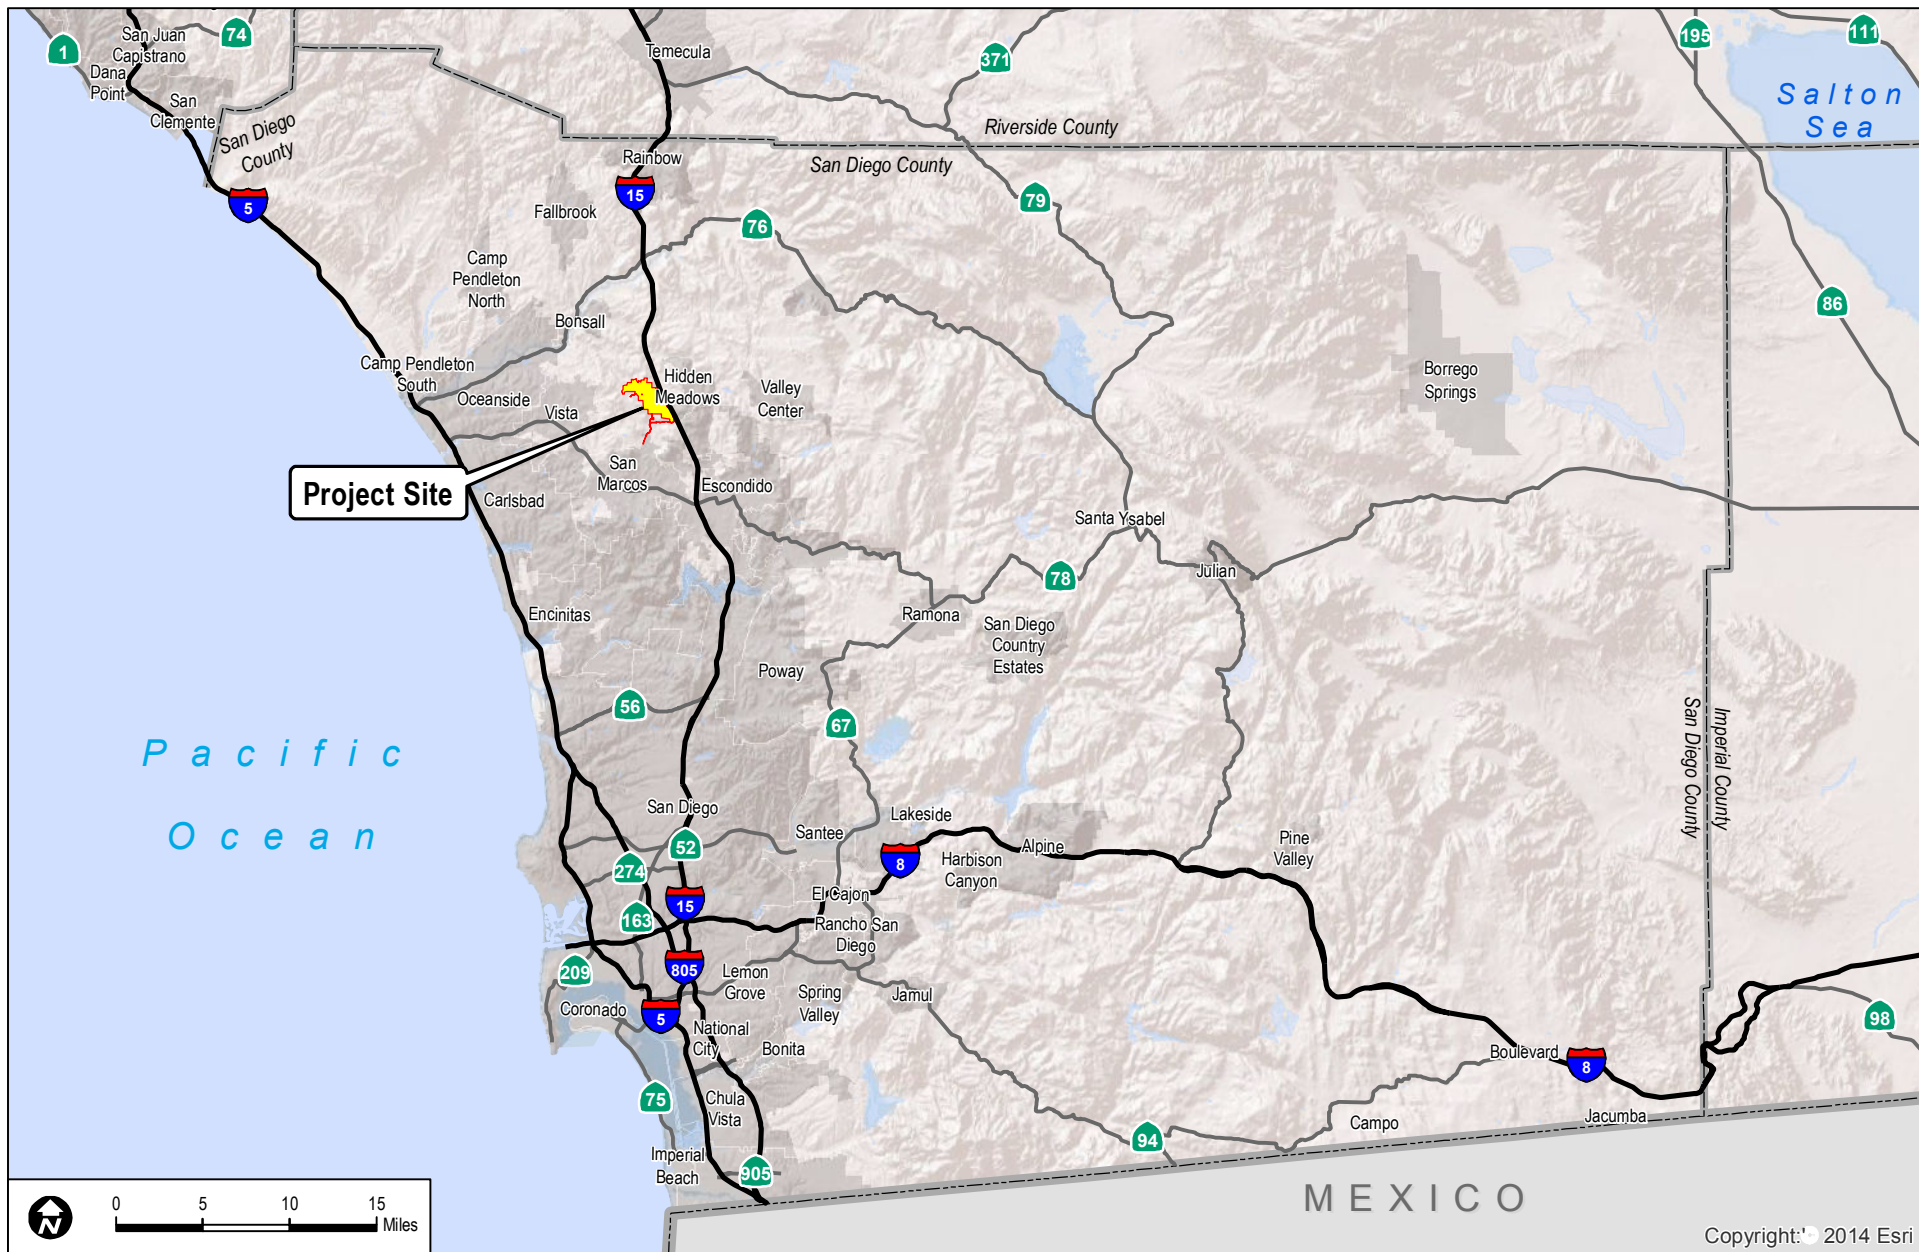 San Juan
Capistrano
74
1
Dana
Point
San
Clemente
San Diego
County
5
Temecula
371
195
111
Salton
Sea
Riverside County
San Diego County
Rainbow
15
Fallbrook
76
79
86
Camp
Pendleton
North
Bonsall
Camp Pendleton
South
Oceanside
Vista
Hidden
Meadows
Valley
Center
Borrego
Springs
Project Site
San
Marcos
Escondido
Carlsbad
Santa Ysabel
78
Julian
Encinitas
Ramona
San Diego
Country
Estates
Poway
56
67
San Diego County
Imperial County
Pacific
Ocean
San Diego
52
Santee
Lakeside
8
Harbison
Canyon
Alpine
Pine
Valley
274
163
15
El Cajon
Rancho San
Diego
805
209
Lemon
Grove
Spring
Valley
Jamul
Coronado
5
National
City
Bonita
98
Boulevard
8
75
Chula
Vista
94
Campo
Jacumba
Imperial
Beach
905
MEXICO
N
0 5 10 15
Miles
Copyright: 2014 Esri